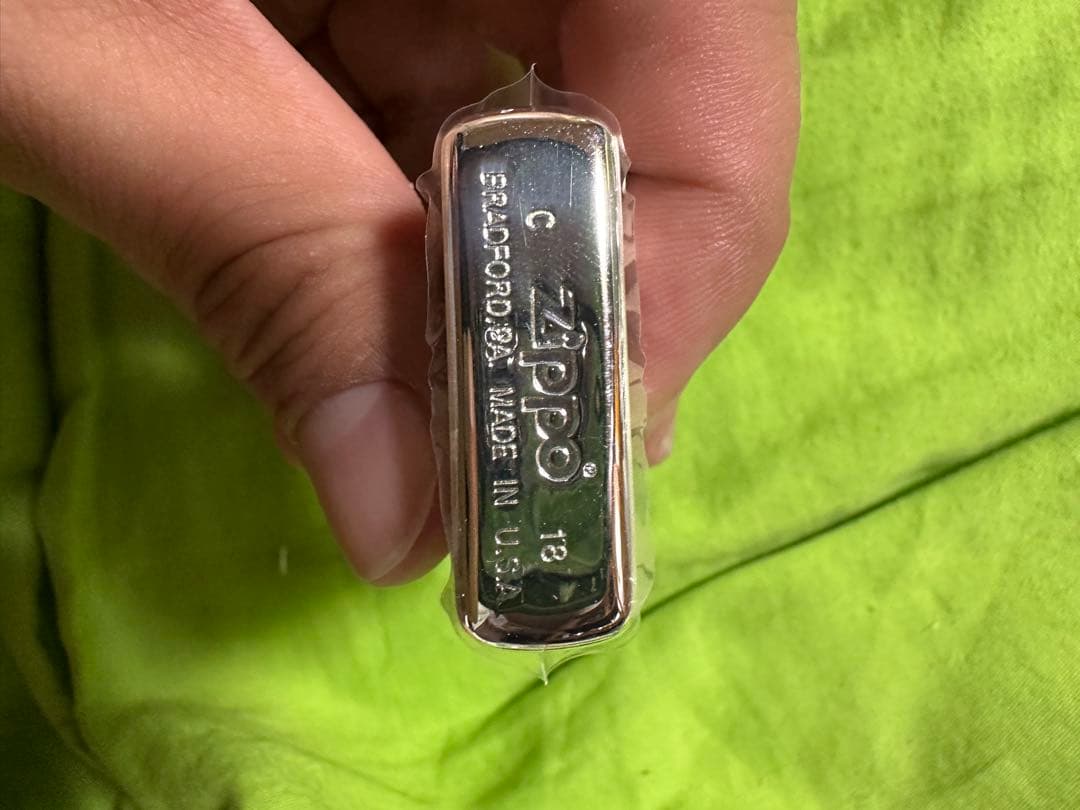 C Zippo® 18
BRADFORD, PA MADE IN U.S.A.